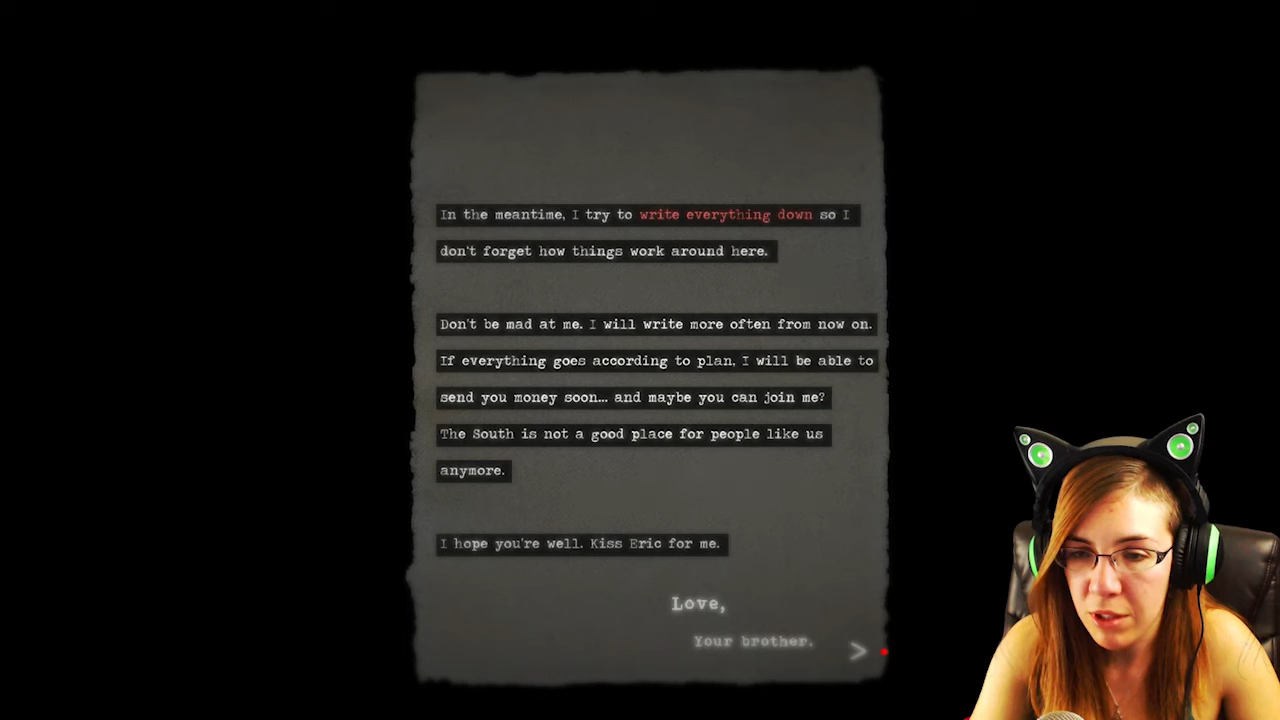 In the meantime, I try to write everything down so I
don't forget how things work around here.
Don't be mad at me. I will write more often from now on.
If everything goes according to plan, I will be able to
send you money soon... and maybe you can join me?
The South is not a good place for people like us
anymore.
I hope you're well. Kiss Eric for me.
Love,
Your brother.
>